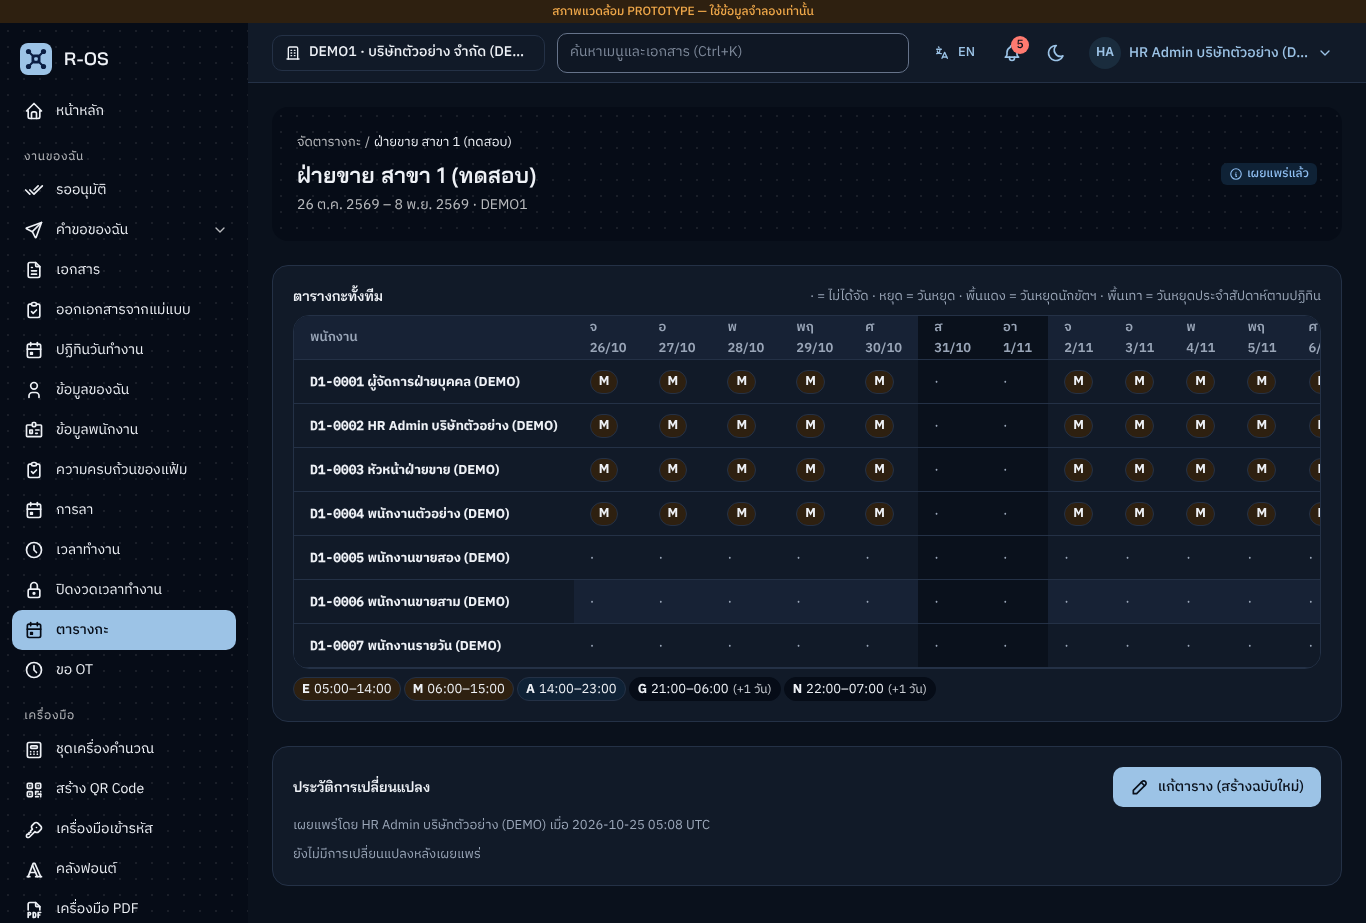 สภาพแวดล้อม PROTOTYPE — ใช้ข้อมูลจำลองเท่านั้น
R-OS
หน้าหลัก
งานของฉัน
รออนุมัติ
คำขอของฉัน
เอกสาร
ออกเอกสารจากแม่แบบ
ปฏิทินวันทำงาน
ข้อมูลของฉัน
ข้อมูลพนักงาน
ความครบถ้วนของแฟ้ม
การลา
เวลาทำงาน
ปิดงวดเวลาทำงาน
ตารางกะ
ขอ OT
เครื่องมือ
ชุดเครื่องคำนวณ
สร้าง QR Code
เครื่องมือเข้ารหัส
คลังฟอนต์
เครื่องมือ PDF
DEMO1 · บริษัทตัวอย่าง จำกัด (DE...
ค้นหาเมนูและเอกสาร (Ctrl+K)
EN
5
HA HR Admin บริษัทตัวอย่าง (D...
จัดตารางกะ / ฝ่ายขาย สาขา 1 (ทดสอบ)
ฝ่ายขาย สาขา 1 (ทดสอบ)
26 ต.ค. 2569 – 8 พ.ย. 2569 · DEMO1
เผยแพร่แล้ว
ตารางกะทั้งทีม
· = ไม่ได้จัด · หยุด = วันหยุด · พื้นแดง = วันหยุดนักขัตฯ · พื้นเทา = วันหยุดประจำสัปดาห์ตามปฏิทิน
พนักงาน จ 26/10 อ 27/10 พ 28/10 พฤ 29/10 ศ 30/10 ส 31/10 อา 1/11 จ 2/11 อ 3/11 พ 4/11 พฤ 5/11 ศ 6/
D1-0001 ผู้จัดการฝ่ายบุคคล (DEMO) M M M M M · · M M M M
D1-0002 HR Admin บริษัทตัวอย่าง (DEMO) M M M M M · · M M M M
D1-0003 หัวหน้าฝ่ายขาย (DEMO) M M M M M · · M M M M
D1-0004 พนักงานตัวอย่าง (DEMO) M M M M M · · M M M M
D1-0005 พนักงานขายสอง (DEMO) · · · · · · · · · · · ·
D1-0006 พนักงานขายสาม (DEMO) · · · · · · · · · · · ·
D1-0007 พนักงานรายวัน (DEMO) · · · · · · · · · · · ·
E 05:00–14:00 M 06:00–15:00 A 14:00–23:00 G 21:00–06:00 (+1 วัน) N 22:00–07:00 (+1 วัน)
ประวัติการเปลี่ยนแปลง
แก้ตาราง (สร้างฉบับใหม่)
เผยแพร่โดย HR Admin บริษัทตัวอย่าง (DEMO) เมื่อ 2026-10-25 05:08 UTC
ยังไม่มีการเปลี่ยนแปลงหลังเผยแพร่